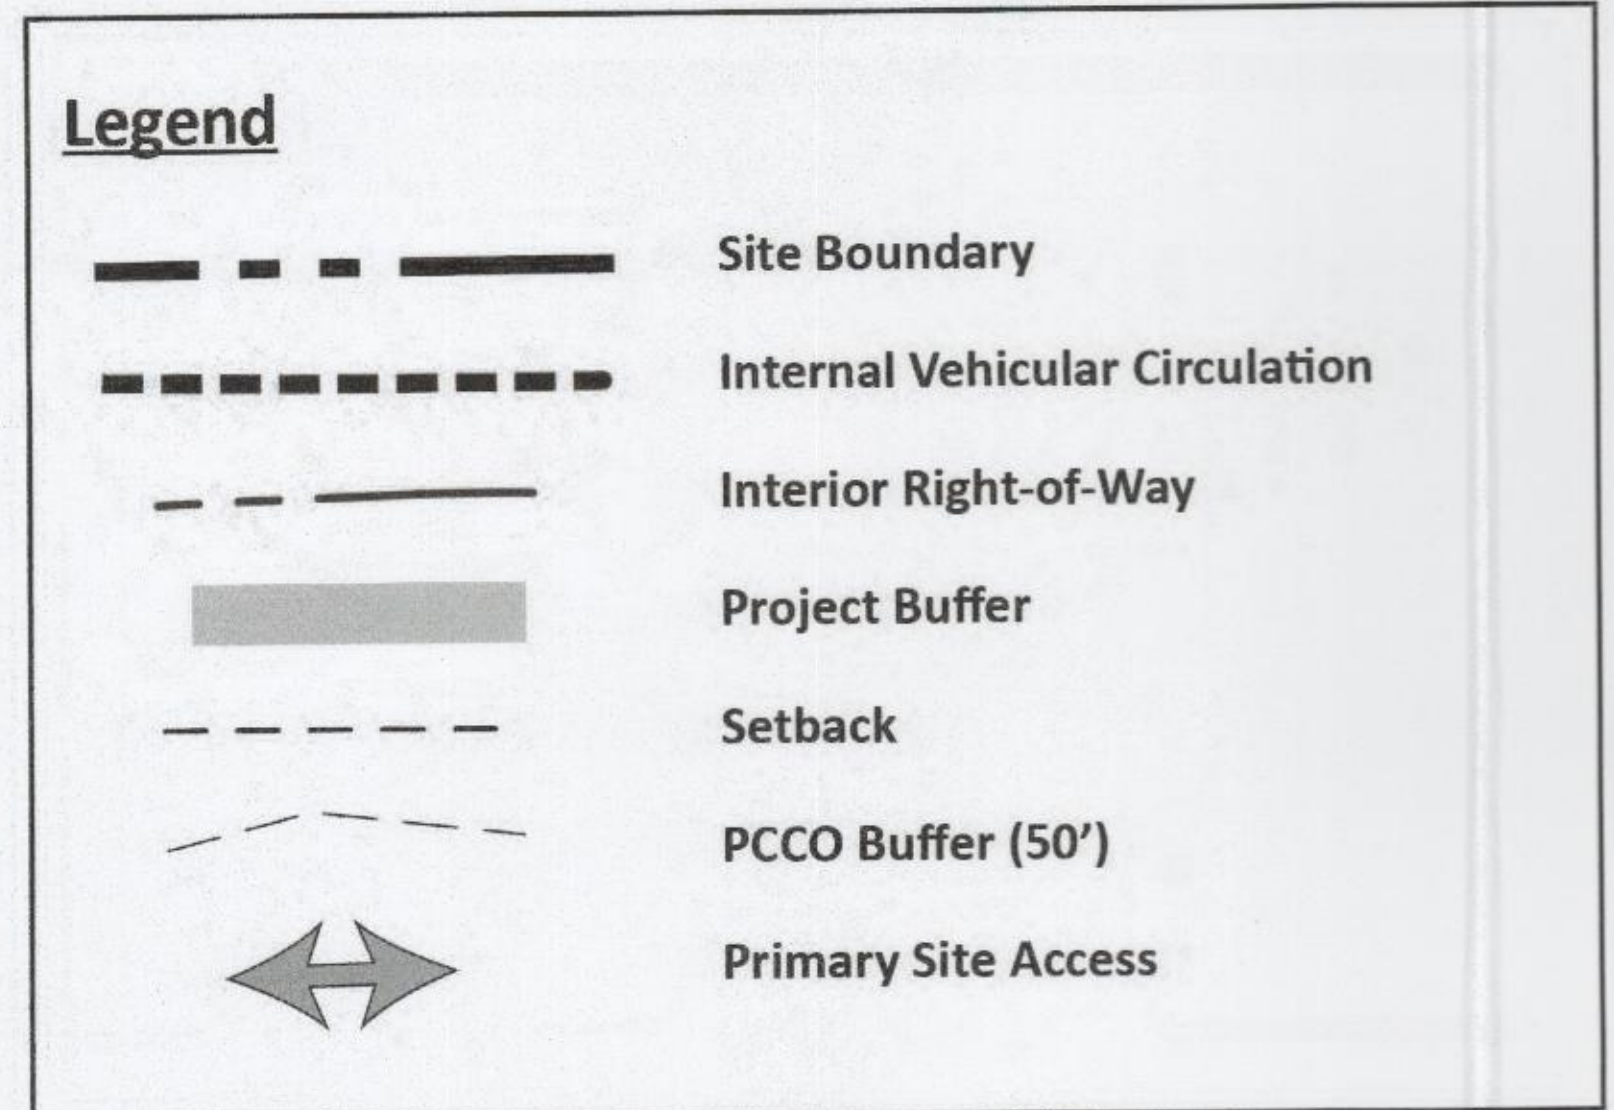 Legend
Site Boundary
Internal Vehicular Circulation
Interior Right-of-Way
Project Buffer
Setback
PCCO Buffer (50')
Primary Site Access